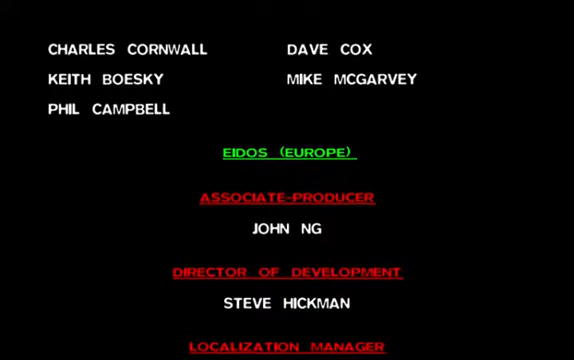 CHARLES CORNWALL DAVE COX
KEITH BOESKY MIKE MCGARVEY
PHIL CAMPBELL
EIDOS (EUROPE)
ASSOCIATE-PRODUCER
JOHN NG
DIRECTOR OF DEVELOPMENT
STEVE HICKMAN
LOCALIZATION MANAGER